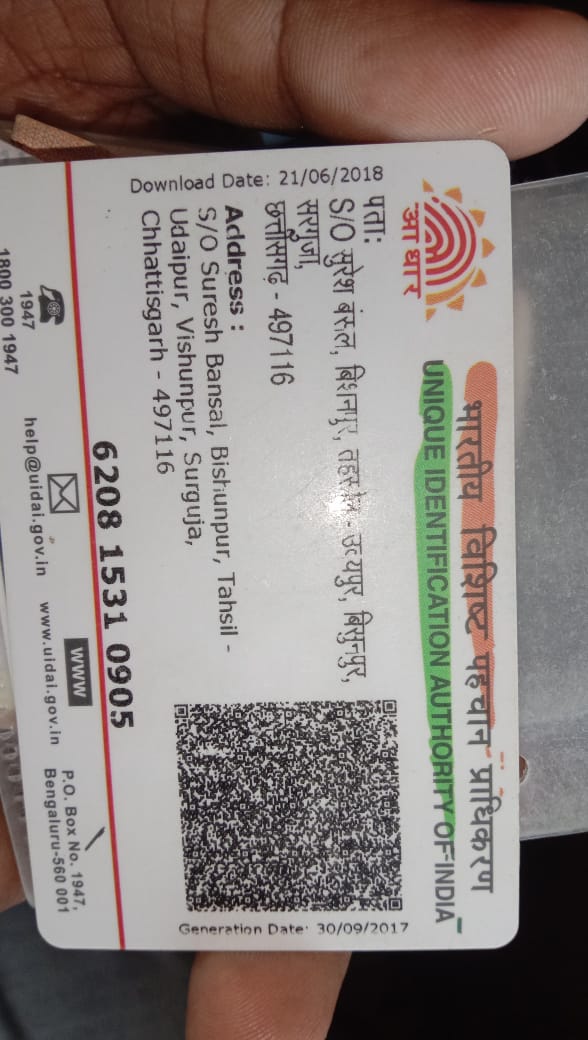 भारतीय विशिष्ट पहचान प्राधिकरण
UNIQUE IDENTIFICATION AUTHORITY OF INDIA
आधार
Download Date: 21/06/2018
पता:
S/O सुरेश बंसल, बिशनपुर, तहसील - उदयपुर, बिसुनपुर,
सरगुजा,
छत्तीसगढ़ - 497116
Address :
S/O Suresh Bansal, Bishunpur, Tahsil -
Udaipur, Vishunpur, Surguja,
Chhattisgarh - 497116
Generation Date: 30/09/2017
6208 1531 0905
1947
1800 300 1947
help@uidai.gov.in
www
www.uidai.gov.in
P.O. Box No. 1947,
Bengaluru-560 001